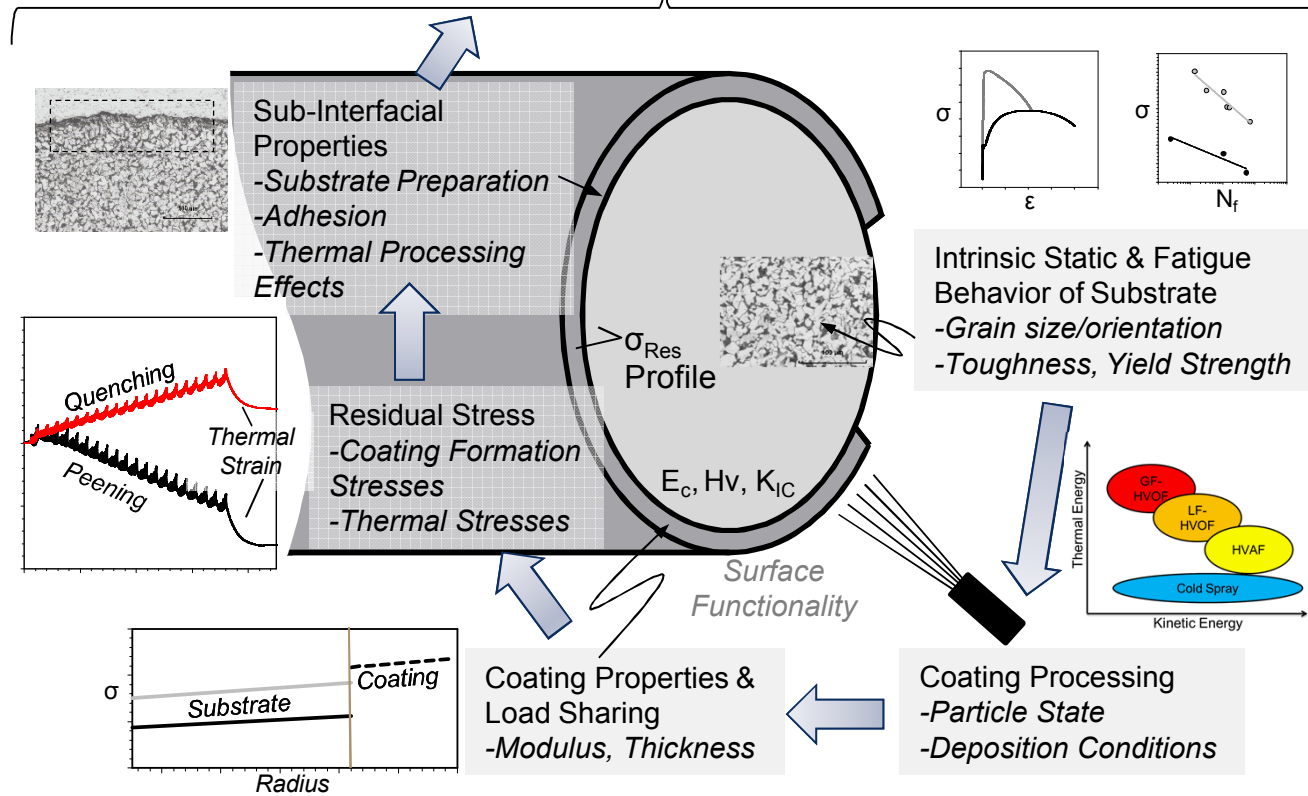 Sub-Interfacial
Properties
-Substrate Preparation
-Adhesion
-Thermal Processing
Effects
σ
ε
σ
Nf
Intrinsic Static & Fatigue
Behavior of Substrate
-Grain size/orientation
-Toughness, Yield Strength
σRes
Profile
Quenching
Thermal
Strain
Peening
Residual Stress
-Coating Formation
Stresses
-Thermal Stresses
Ec, Hv, KIC
Surface
Functionality
Thermal Energy
GF-
HVOF
LF-
HVOF
HVAF
Cold Spray
Kinetic Energy
σ
Substrate
Coating
Radius
Coating Properties &
Load Sharing
-Modulus, Thickness
Coating Processing
-Particle State
-Deposition Conditions